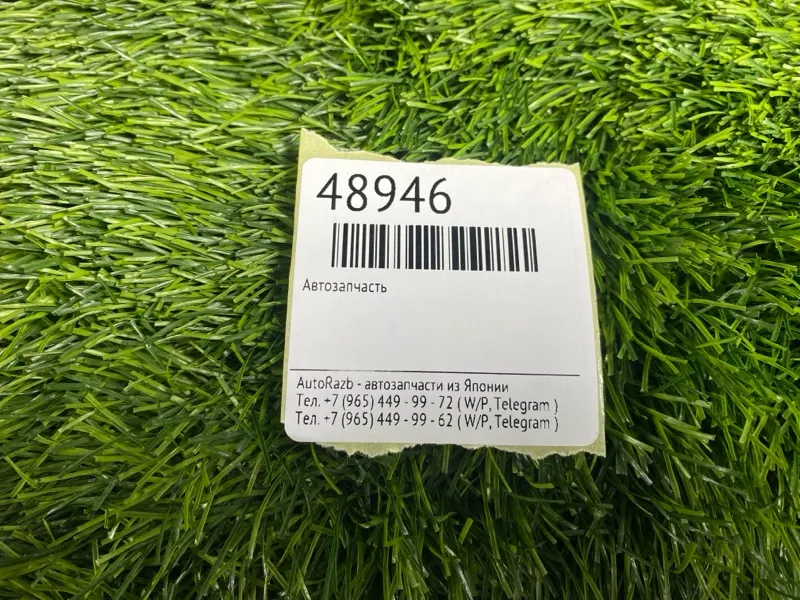 48946
Автозапчасть
AutoRazb - автозапчасти из Японии
Тел. +7 (965) 449 - 99 - 72 ( W/P, Telegram )
Тел. +7 (965) 449 - 99 - 62 ( W/P, Telegram )